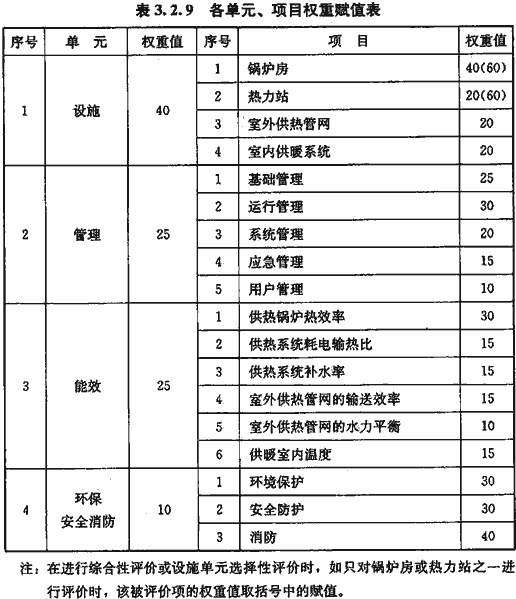 表3.2.9 各单元、项目权重赋值表
序号 单 元 权重值 序号 项 目 权重值
1 设施 40
1 锅炉房 40(60)
2 热力站 20(60)
3 室外供热管网 20
4 室内供暖系统 20
2 管理 25
1 基础管理 25
2 运行管理 30
3 系统管理 20
4 应急管理 15
5 用户管理 10
3 能效 25
1 供热锅炉热效率 30
2 供热系统耗电输热比 15
3 供热系统补水率 15
4 室外供热管网的输送效率 15
5 室外供热管网的水力平衡 10
6 供暖室内温度 15
4 环保
安全消防 10
1 环境保护 30
2 安全防护 30
3 消防 40
注：在进行综合性评价或设施单元选择性评价时，如只对锅炉房或热力站之一进
行评价时，该被评价项的权重值取括号中的赋值。